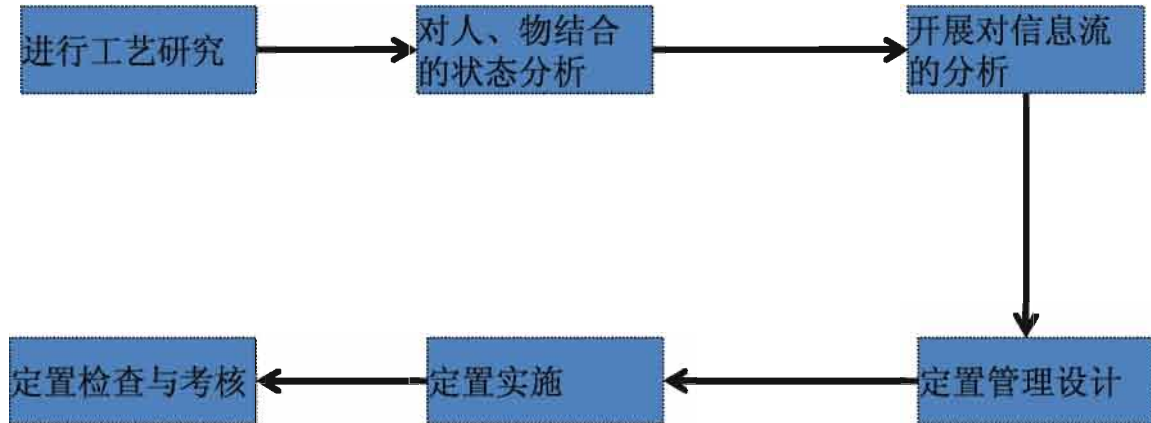 进行工艺研究
对人、物结合
的状态分析
开展对信息流
的分析
定置管理设计
定置实施
定置检查与考核